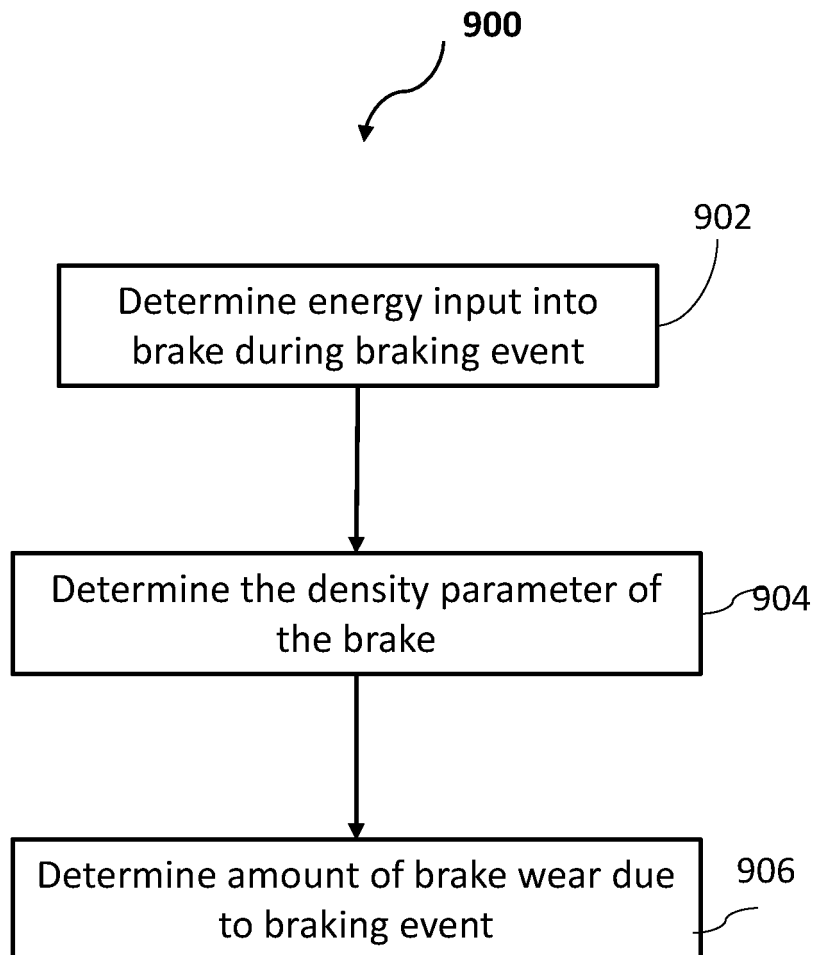 900
902
Determine energy input into
brake during braking event
Determine the density parameter of
the brake
904
Determine amount of brake wear due
to braking event
906